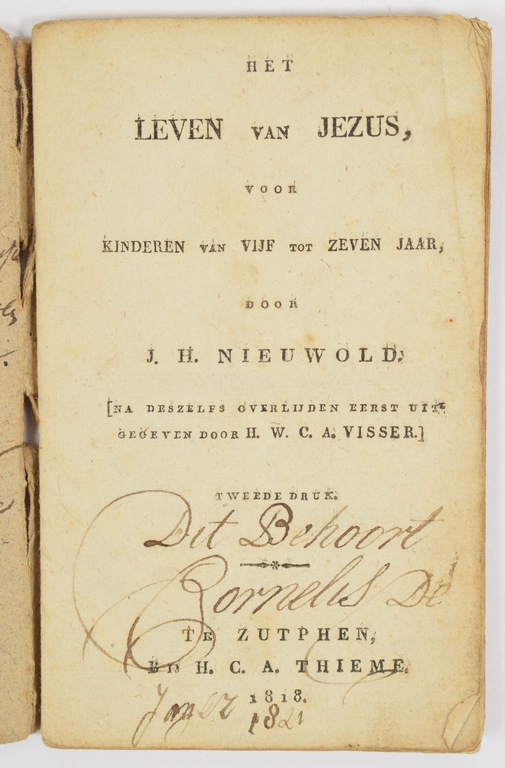 HET
LEVEN VAN JEZUS,
VOOR
KINDEREN VAN VIJF TOT ZEVEN JAAR,
DOOR
J. H. NIEUWOLD.
[NA DESZELFS OVERLIJDEN EERST UIT-
GEGEVEN DOOR H. W. C. A. VISSER.]
TWEEDE DRUK.
Dit Behoort
Kornelis De
TE ZUTPHEN,
BIJ H. C. A. THIEME.
1818.
1821